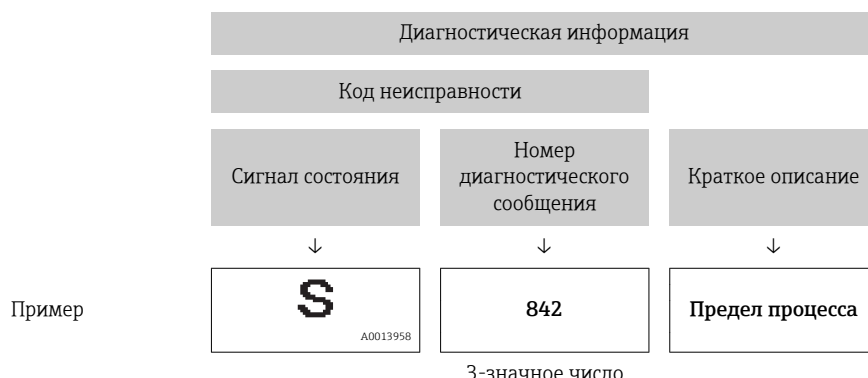 Диагностическая информация
Код неисправности
Сигнал состояния
Номер
диагностического
сообщения
Краткое описание
↓ ↓ ↓
Пример
S
A0013958
842
Предел процесса
3-значное число